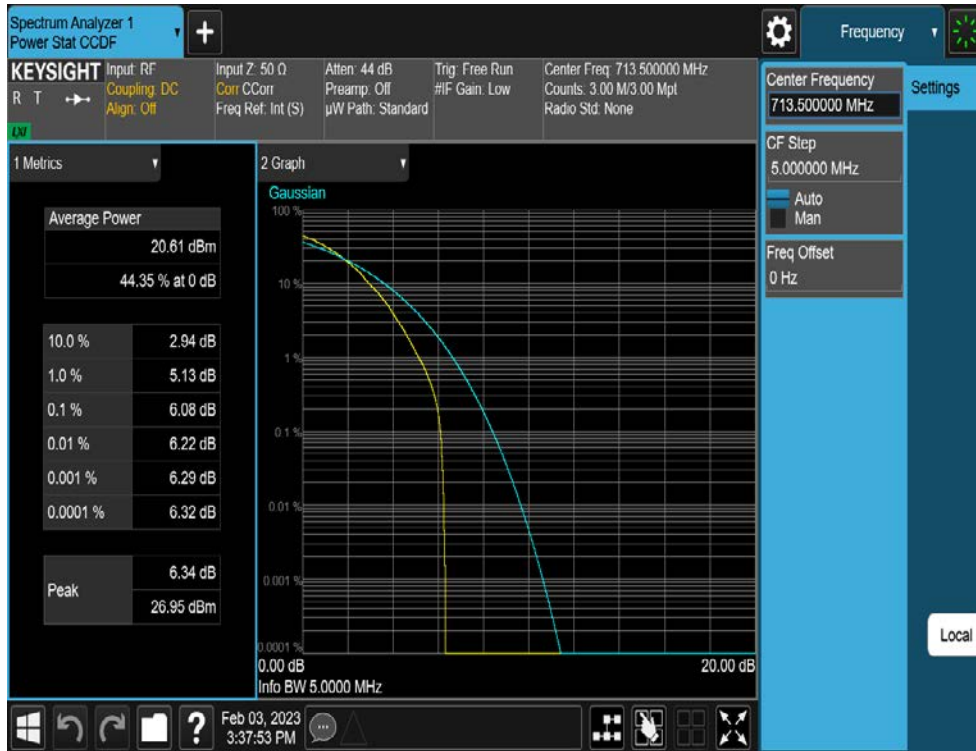 Spectrum Analyzer 1
Power Stat CCDF
+
Frequency
KEYSIGHT
R T
LXI
Input: RF
Coupling: DC
Align: Off
Input Z: 50 Ω
Corr CCorr
Freq Ref: Int (S)
Atten: 44 dB
Preamp: Off
µW Path: Standard
Trig: Free Run
#IF Gain: Low
Center Freq: 713.500000 MHz
Counts: 3.00 M/3.00 Mpt
Radio Std: None
Center Frequency
713.500000 MHz
Settings
CF Step
5.000000 MHz
Auto
Man
Freq Offset
0 Hz
1 Metrics
Average Power
20.61 dBm
44.35 % at 0 dB
10.0 % 2.94 dB
1.0 % 5.13 dB
0.1 % 6.08 dB
0.01 % 6.22 dB
0.001 % 6.29 dB
0.0001 % 6.32 dB
Peak
6.34 dB
26.95 dBm
2 Graph
Gaussian
100 %
10 %
1 %
0.1 %
0.01 %
0.001 %
0.0001 %
0.00 dB 20.00 dB
Info BW 5.0000 MHz
Local
?
Feb 03, 2023
3:37:53 PM